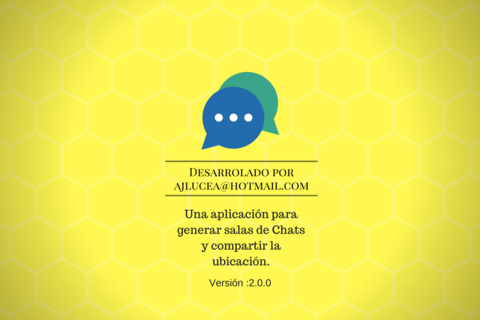 Desarrolado por
ajlucea@hotmail.com
Una aplicación para
generar salas de Chats
y compartir la
ubicación.
Versión :2.0.0